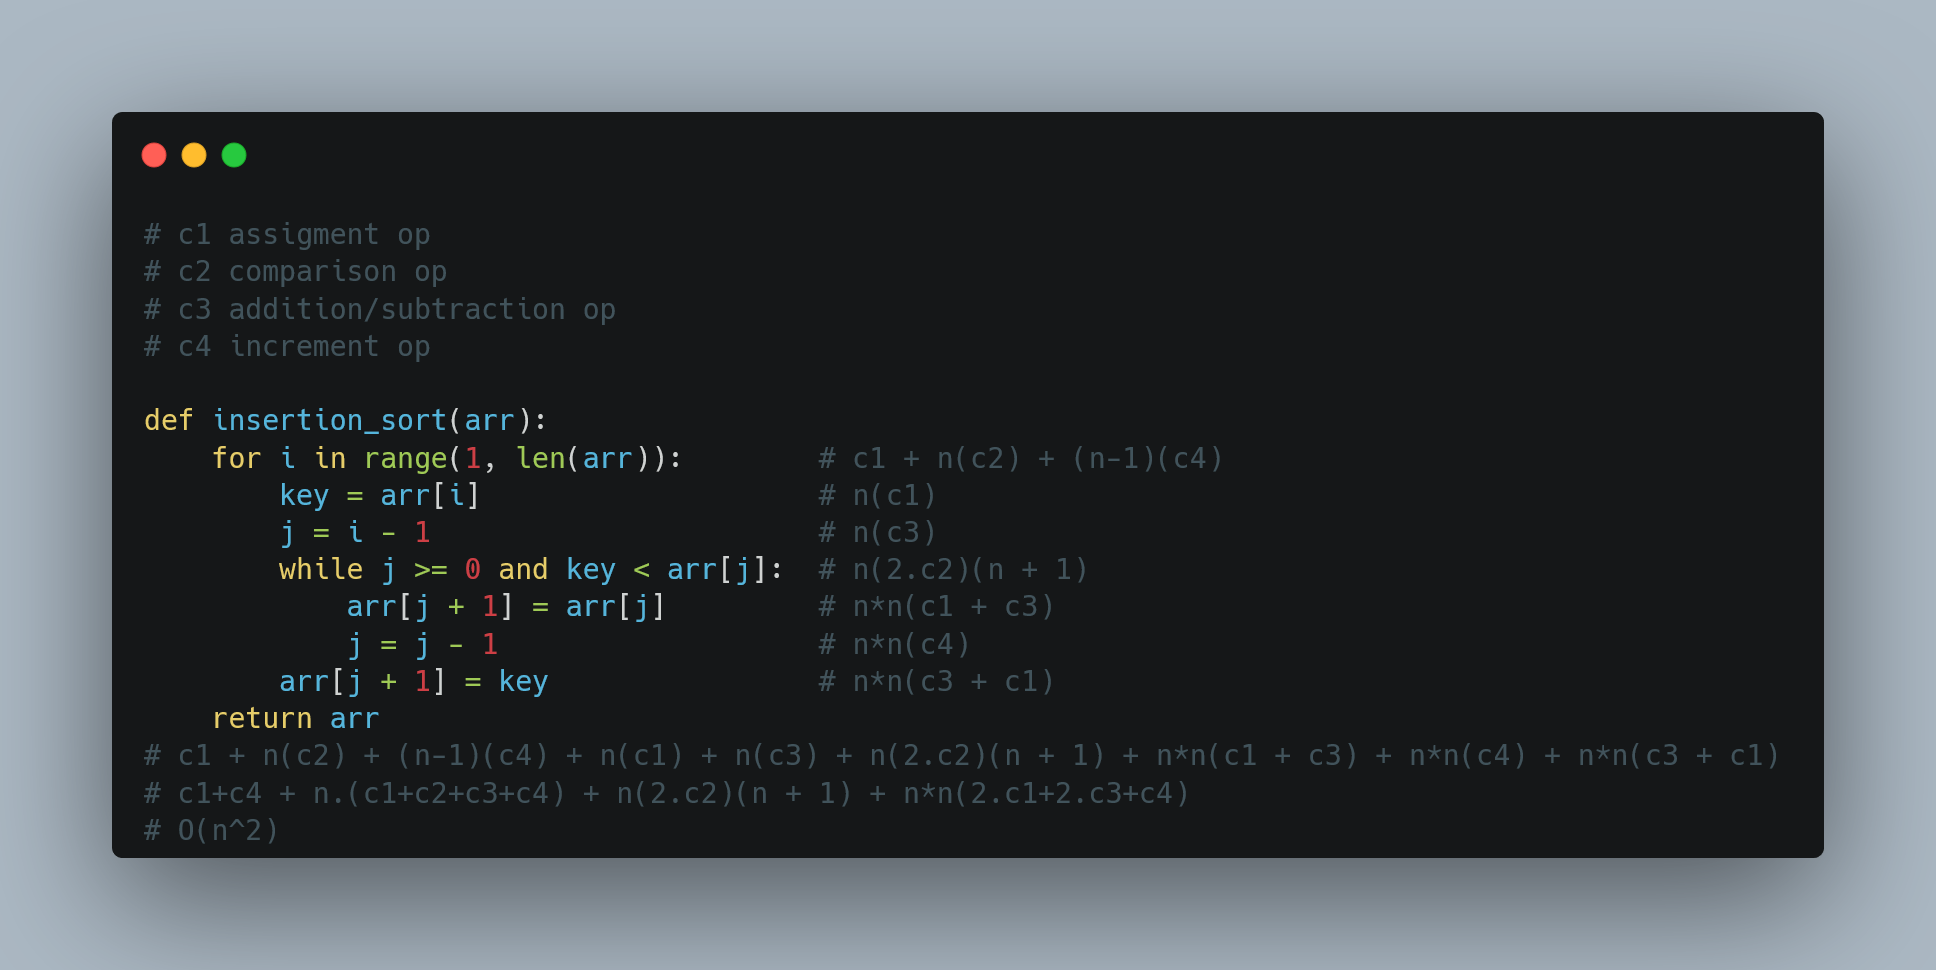 # c1 assigment op
# c2 comparison op
# c3 addition/subtraction op
# c4 increment op

def insertion_sort(arr):
    for i in range(1, len(arr)):        # c1 + n(c2) + (n-1)(c4)
        key = arr[i]                    # n(c1)
        j = i - 1                       # n(c3)
        while j >= 0 and key < arr[j]:  # n(2.c2)(n + 1)
            arr[j + 1] = arr[j]         # n*n(c1 + c3)
            j = j - 1                   # n*n(c4)
        arr[j + 1] = key                # n*n(c3 + c1)
    return arr
# c1 + n(c2) + (n-1)(c4) + n(c1) + n(c3) + n(2.c2)(n + 1) + n*n(c1 + c3) + n*n(c4) + n*n(c3 + c1)
# c1+c4 + n.(c1+c2+c3+c4) + n(2.c2)(n + 1) + n*n(2.c1+2.c3+c4)
# O(n^2)